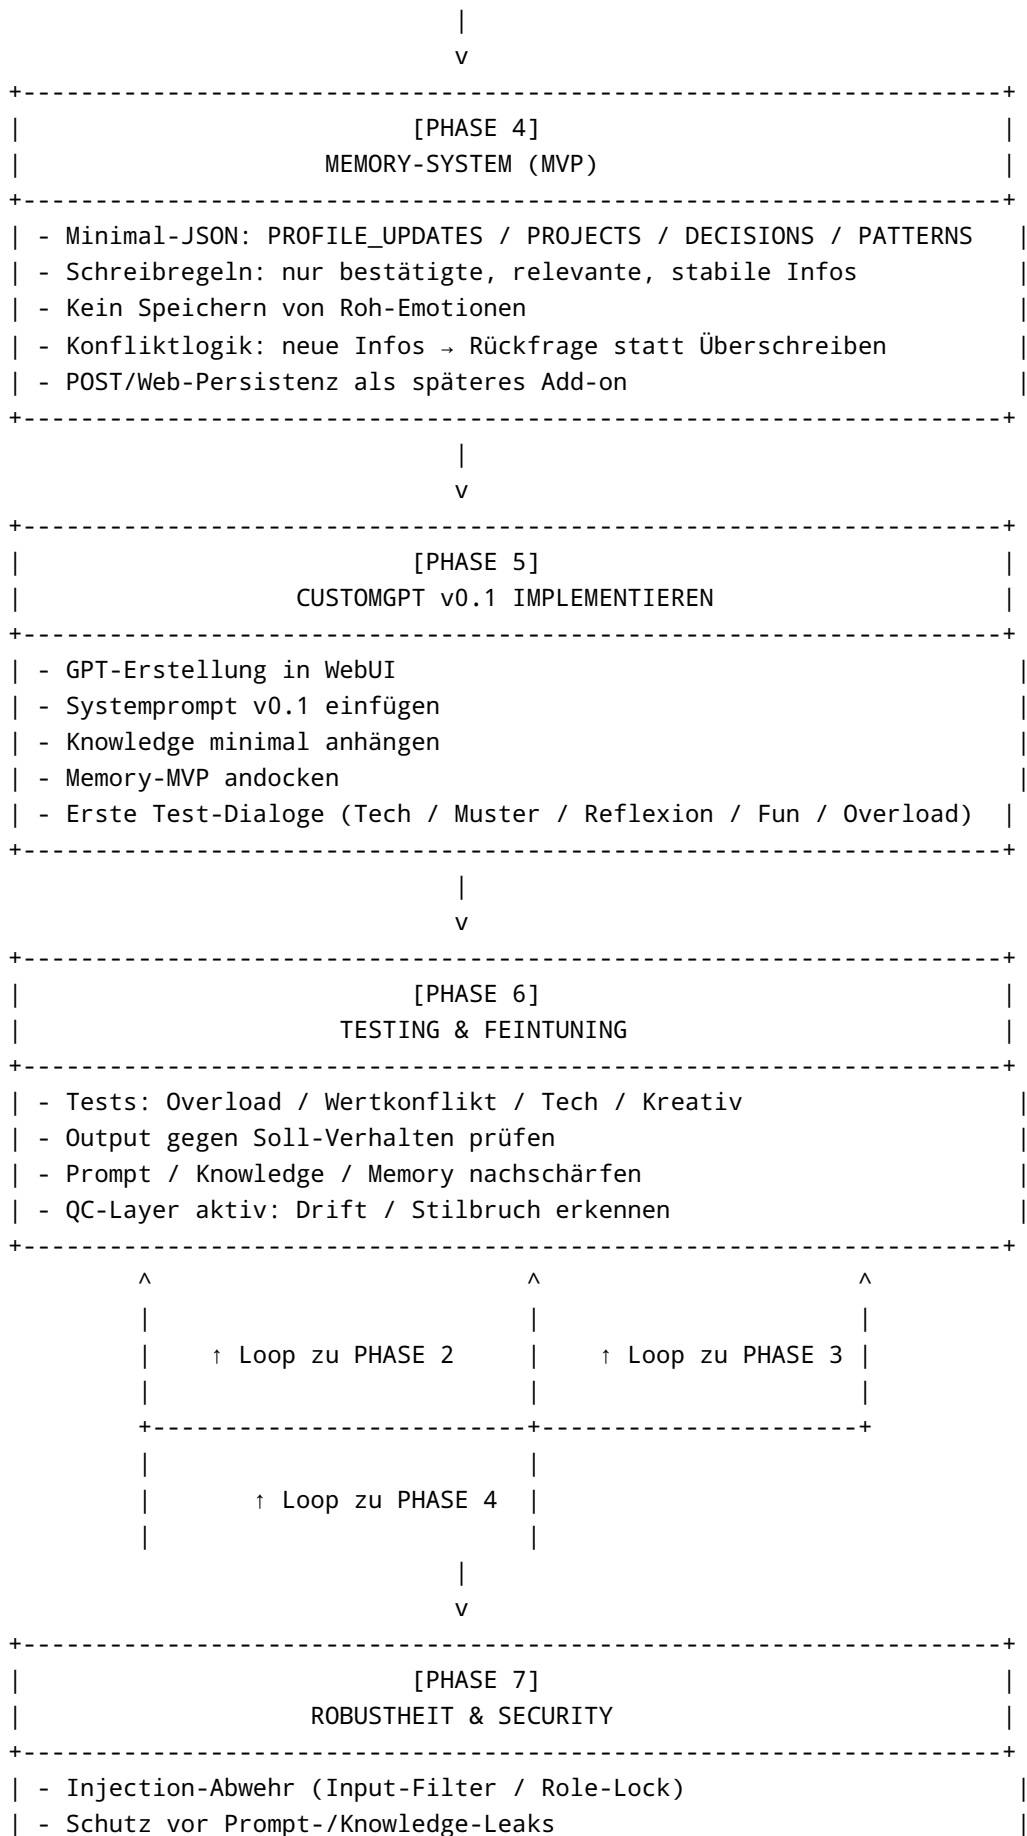 |
v
+--------------------------------------------------------------------+
| [PHASE 4] |
| MEMORY-SYSTEM (MVP) |
+--------------------------------------------------------------------+
| - Minimal-JSON: PROFILE_UPDATES / PROJECTS / DECISIONS / PATTERNS |
| - Schreibregeln: nur bestätigte, relevante, stabile Infos |
| - Kein Speichern von Roh-Emotionen |
| - Konfliktlogik: neue Infos → Rückfrage statt Überschreiben |
| - POST/Web-Persistenz als späteres Add-on |
+--------------------------------------------------------------------+
|
v
+--------------------------------------------------------------------+
| [PHASE 5] |
| CUSTOMGPT v0.1 IMPLEMENTIEREN |
+--------------------------------------------------------------------+
| - GPT-Erstellung in WebUI |
| - Systemprompt v0.1 einfügen |
| - Knowledge minimal anhängen |
| - Memory-MVP andocken |
| - Erste Test-Dialoge (Tech / Muster / Reflexion / Fun / Overload) |
+--------------------------------------------------------------------+
|
v
+--------------------------------------------------------------------+
| [PHASE 6] |
| TESTING & FEINTUNING |
+--------------------------------------------------------------------+
| - Tests: Overload / Wertkonflikt / Tech / Kreativ |
| - Output gegen Soll-Verhalten prüfen |
| - Prompt / Knowledge / Memory nachschärfen |
| - QC-Layer aktiv: Drift / Stilbruch erkennen |
+--------------------------------------------------------------------+
^ ^ ^
| | |
| ↑ Loop zu PHASE 2 | ↑ Loop zu PHASE 3 |
| | |
+--------------------------+----------------------+
| |
| ↑ Loop zu PHASE 4 |
| |
|
v
+--------------------------------------------------------------------+
| [PHASE 7] |
| ROBUSTHEIT & SECURITY |
+--------------------------------------------------------------------+
| - Injection-Abwehr (Input-Filter / Role-Lock) |
| - Schutz vor Prompt-/Knowledge-Leaks |